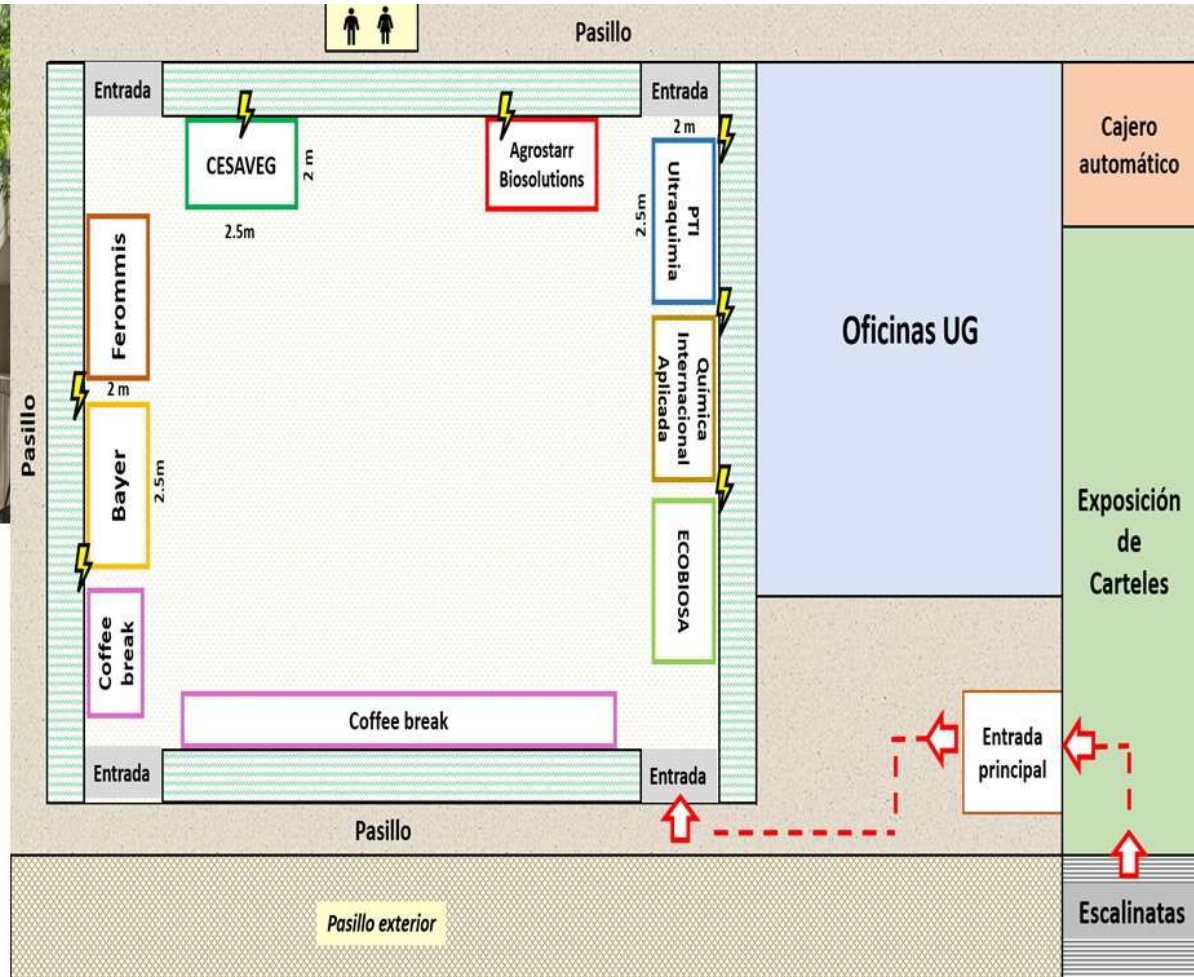 Pasillo
Entrada
Entrada
Cajero
automático
CESAVEG
2 m
2.5m
Agrostarr
Biosolutions
2 m
2.5m
PTI
Ultraquimia
Ferommis
2 m
Bayer
2.5m
Química
Internacional
Aplicada
Oficinas UG
Pasillo
ECOBIOSA
Exposición
de
Carteles
Coffee
break
Coffee break
Entrada
Entrada
Entrada
principal
Pasillo
Pasillo exterior
Escalinatas